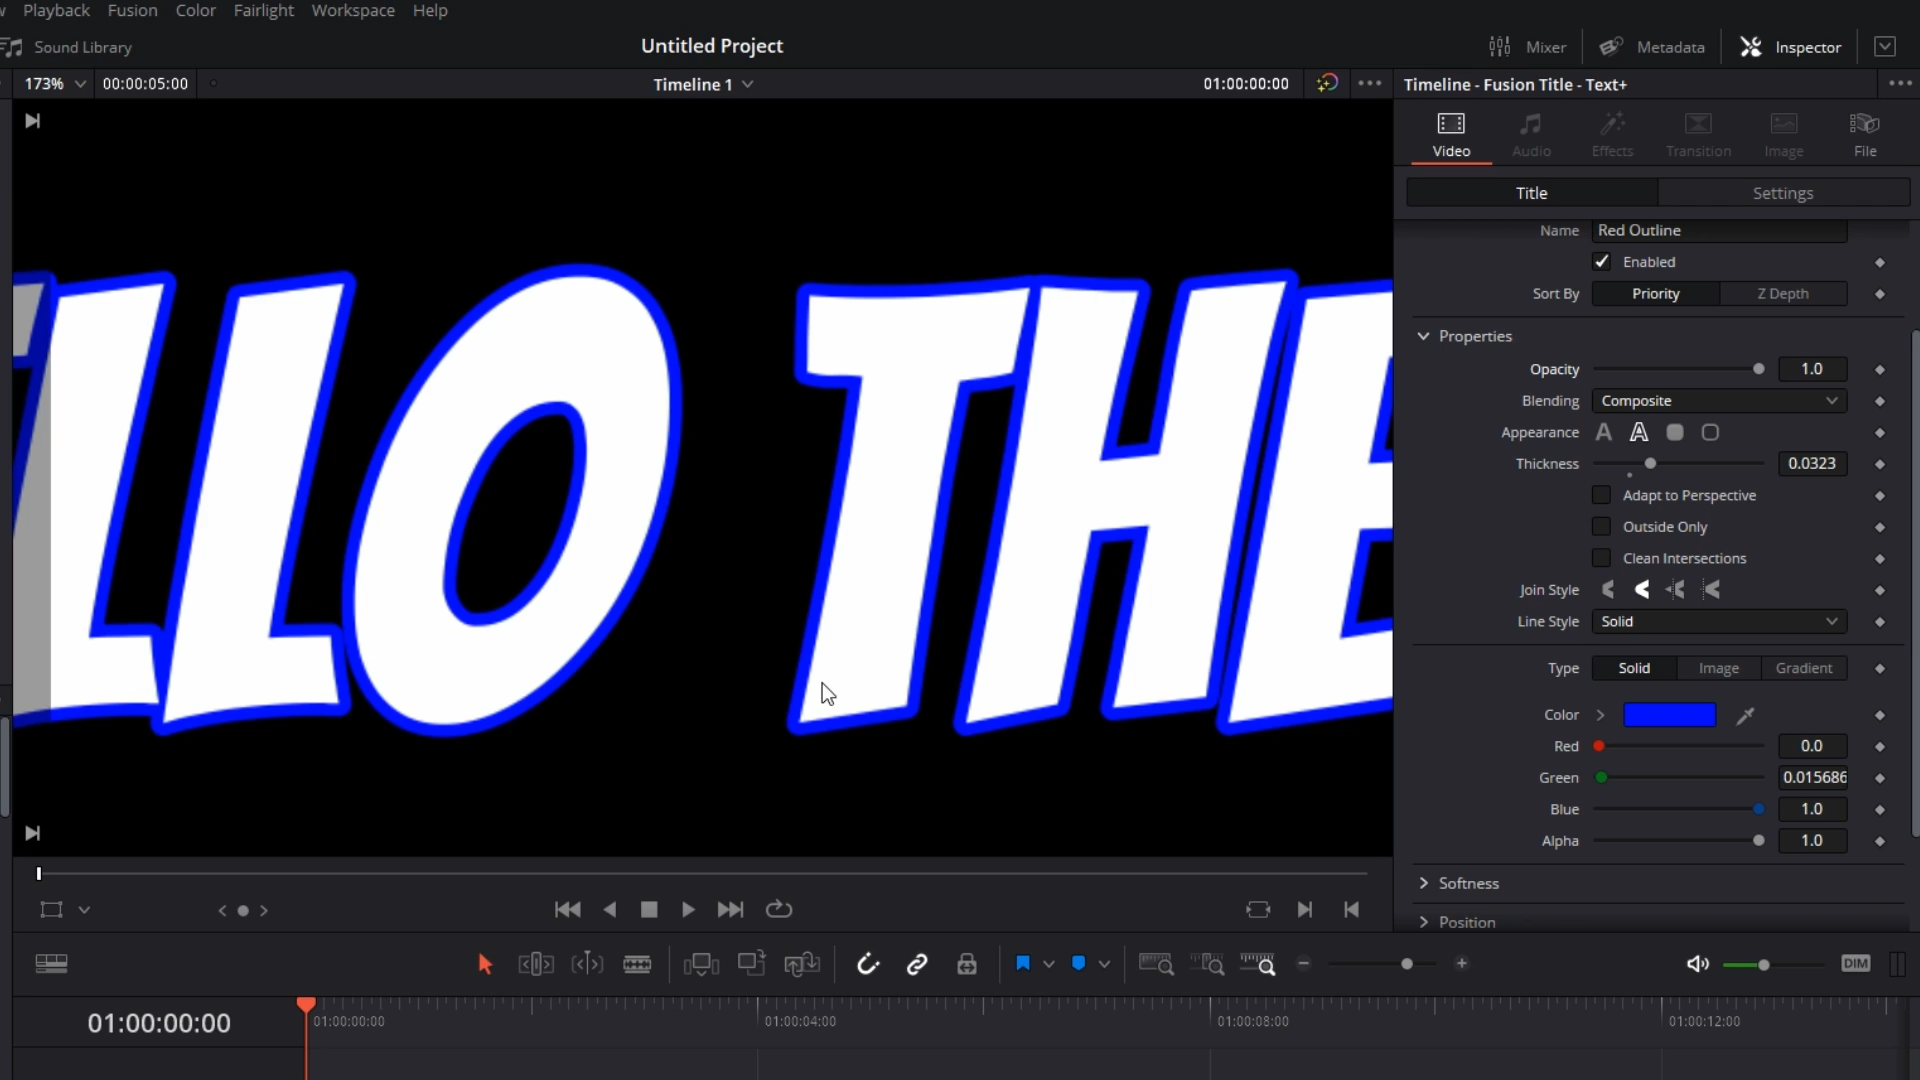 Playback Fusion Color Fairlight Workspace Help
Sound Library
Untitled Project
Mixer Metadata Inspector
173% 00:00:05:00 Timeline 1 01:00:00:00 Timeline - Fusion Title - Text+
Video Audio Effects Transition Image File
Title Settings
Name Red Outline
Enabled
Sort By Priority Z Depth
Properties
Opacity 1.0
Blending Composite
Appearance
Thickness 0.0323
Adapt to Perspective
Outside Only
Clean Intersections
Join Style
Line Style Solid
Type Solid Image Gradient
Color
Red 0.0
Green 0.015686
Blue 1.0
Alpha 1.0
Softness
Position
LLO THE
DIM
01:00:00:00 01:00:00:00 01:00:04:00 01:00:08:00 01:00:12:00